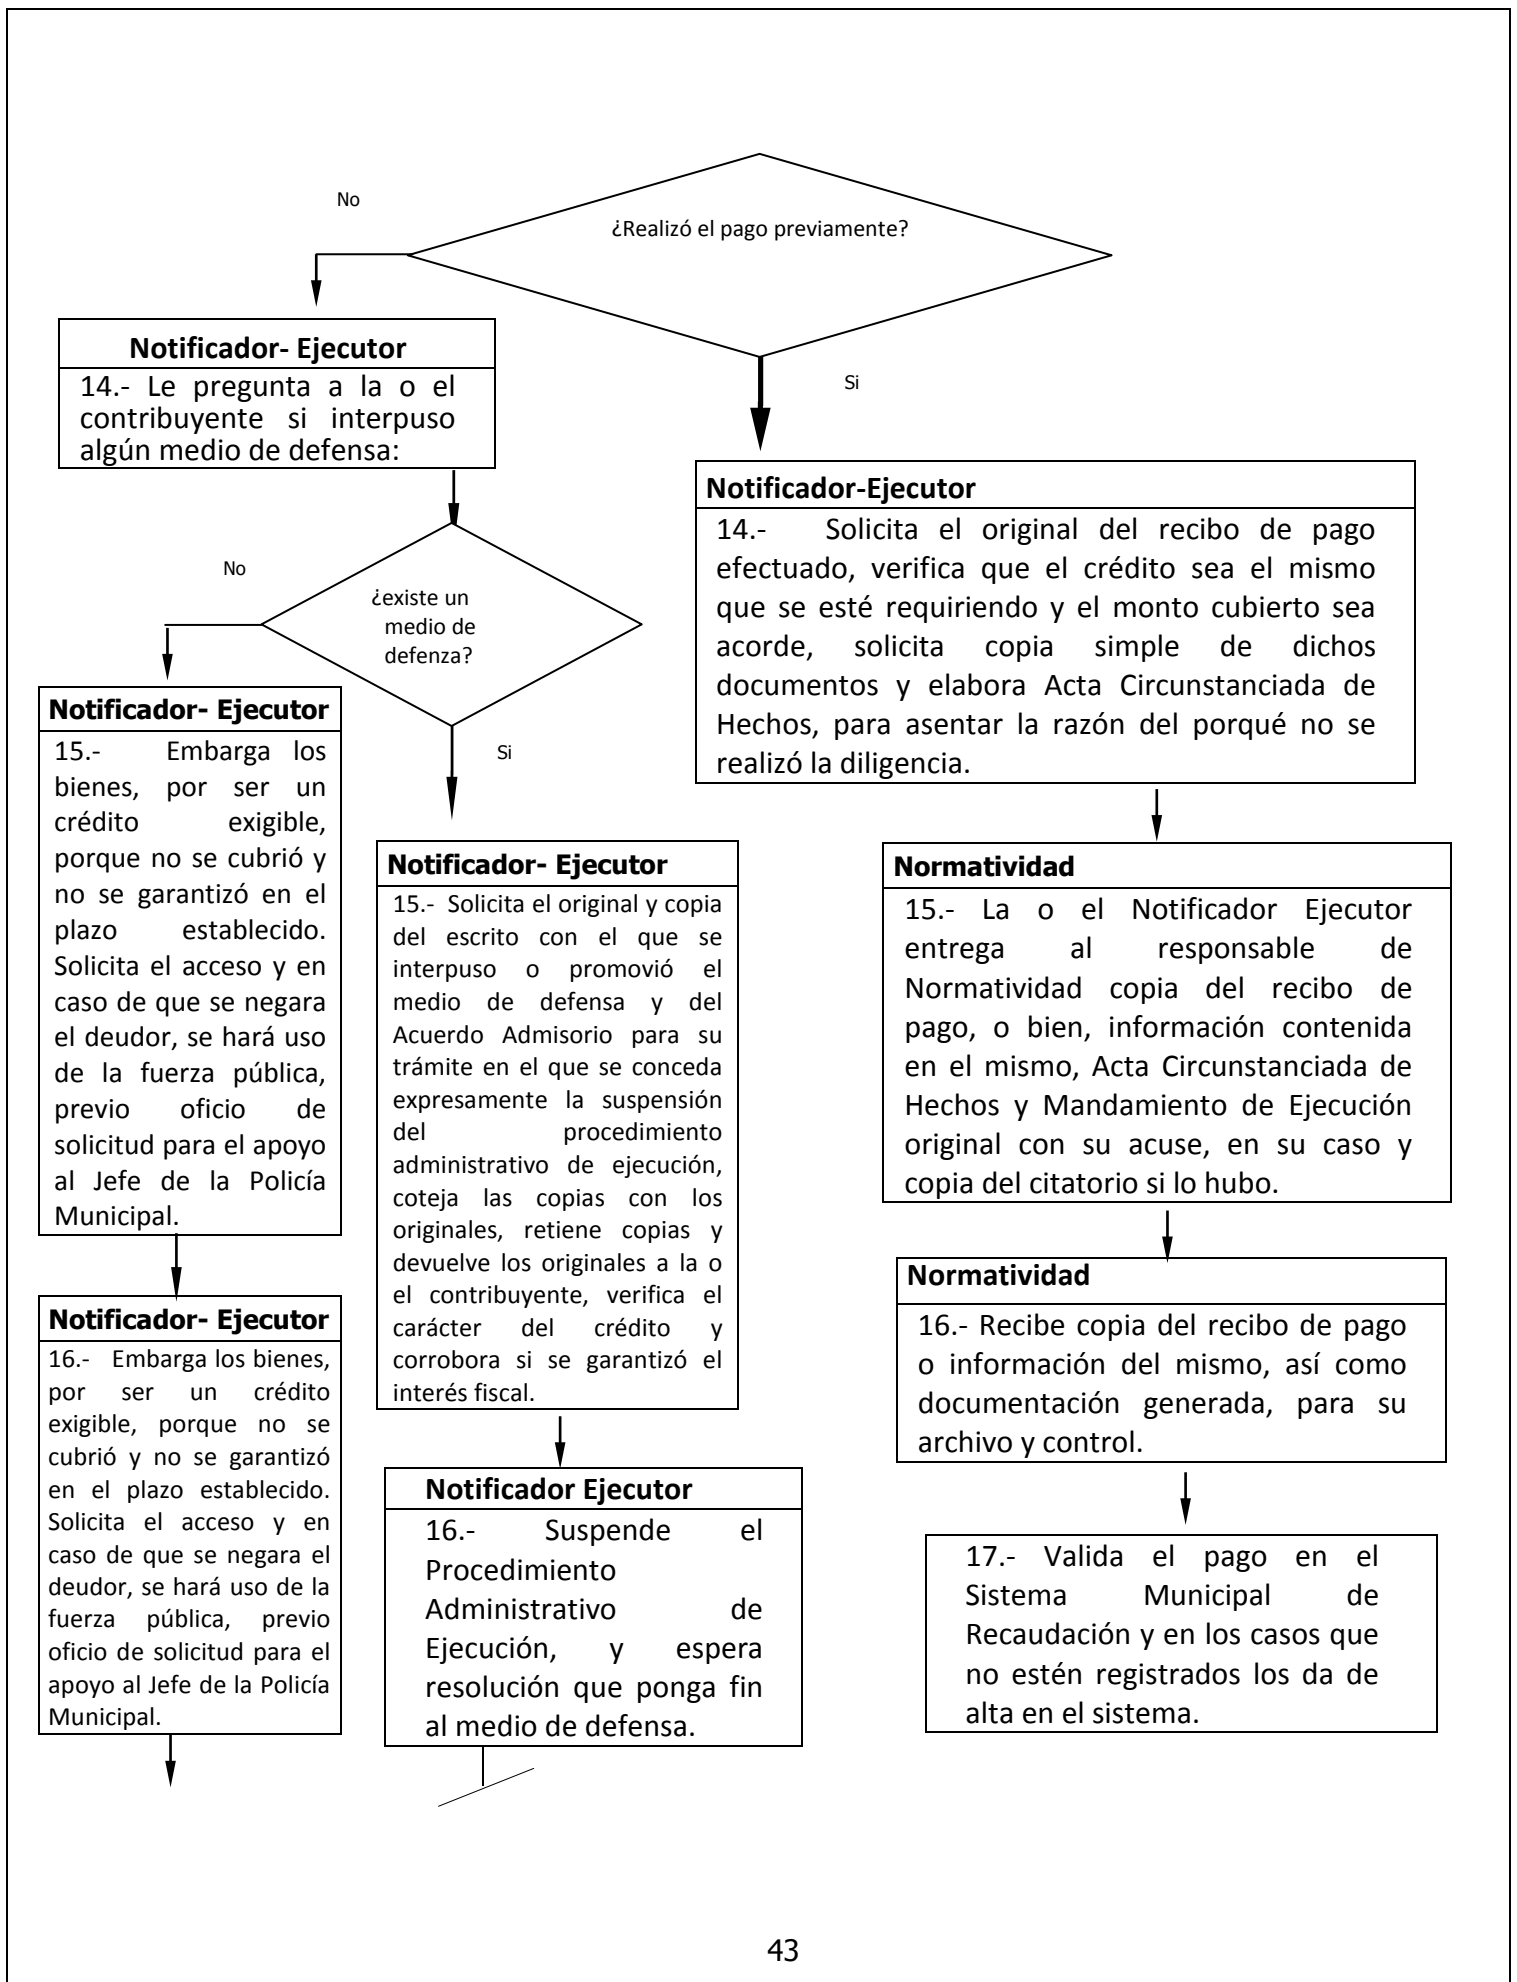 ¿Realizó el pago previamente?
No
Si
Notificador- Ejecutor
14.- Le pregunta a la o el
contribuyente si interpuso
algún medio de defensa:
¿existe un
medio de
defenza?
No
Si
Notificador- Ejecutor
15.- Embarga los
bienes, por ser un
crédito exigible,
porque no se cubrió y
no se garantizó en el
plazo establecido.
Solicita el acceso y en
caso de que se negara
el deudor, se hará uso
de la fuerza pública,
previo oficio de
solicitud para el apoyo
al Jefe de la Policía
Municipal.
Notificador- Ejecutor
16.- Embarga los bienes,
por ser un crédito
exigible, porque no se
cubrió y no se garantizó
en el plazo establecido.
Solicita el acceso y en
caso de que se negara el
deudor, se hará uso de la
fuerza pública, previo
oficio de solicitud para el
apoyo al Jefe de la Policía
Municipal.
Notificador- Ejecutor
15.- Solicita el original y copia
del escrito con el que se
interpuso o promovió el
medio de defensa y del
Acuerdo Admisorio para su
trámite en el que se conceda
expresamente la suspensión
del procedimiento
administrativo de ejecución,
coteja las copias con los
originales, retiene copias y
devuelve los originales a la o
el contribuyente, verifica el
carácter del crédito y
corrobora si se garantizó el
interés fiscal.
Notificador Ejecutor
16.- Suspende el
Procedimiento
Administrativo de
Ejecución, y espera
resolución que ponga fin
al medio de defensa.
Notificador-Ejecutor
14.- Solicita el original del recibo de pago
efectuado, verifica que el crédito sea el mismo
que se esté requiriendo y el monto cubierto sea
acorde, solicita copia simple de dichos
documentos y elabora Acta Circunstanciada de
Hechos, para asentar la razón del porqué no se
realizó la diligencia.
Normatividad
15.- La o el Notificador Ejecutor
entrega al responsable de
Normatividad copia del recibo de
pago, o bien, información contenida
en el mismo, Acta Circunstanciada de
Hechos y Mandamiento de Ejecución
original con su acuse, en su caso y
copia del citatorio si lo hubo.
Normatividad
16.- Recibe copia del recibo de pago
o información del mismo, así como
documentación generada, para su
archivo y control.
17.- Valida el pago en el
Sistema Municipal de
Recaudación y en los casos que
no estén registrados los da de
alta en el sistema.
43